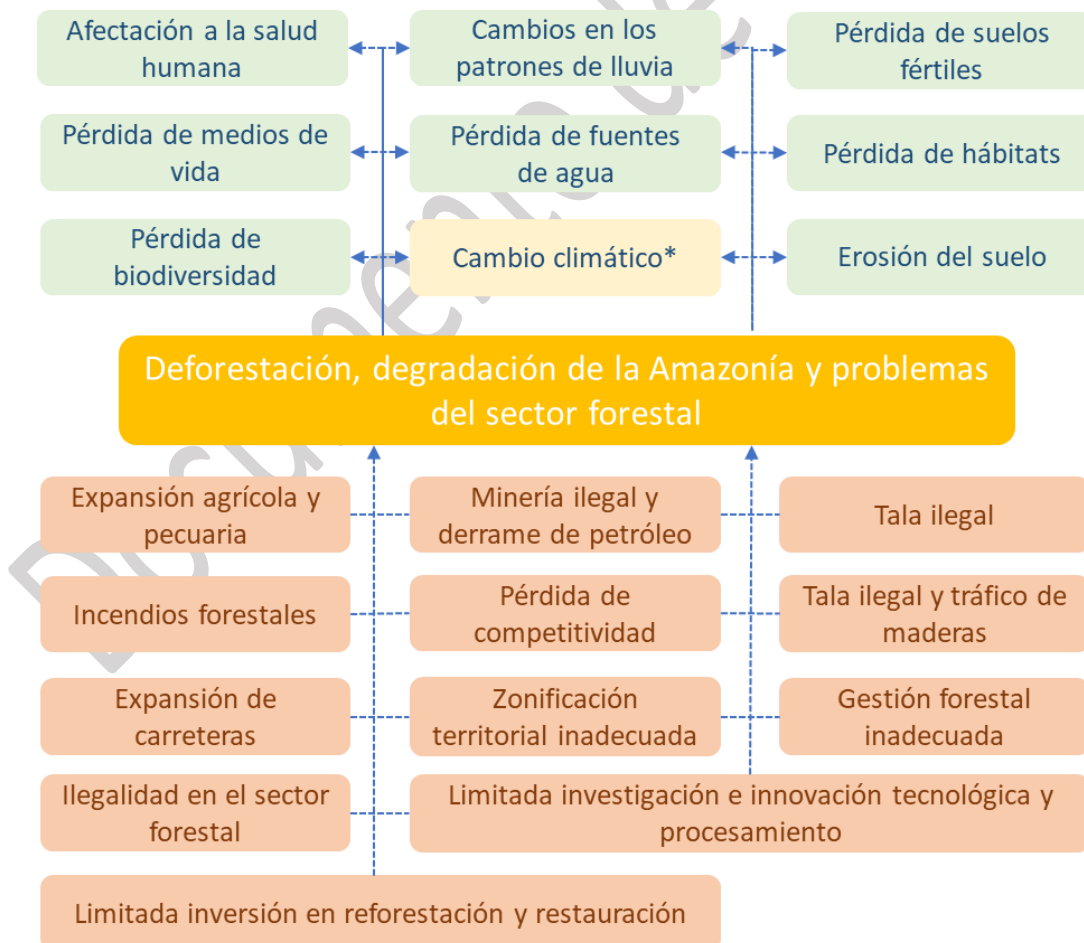 Afectación a la salud
humana
Cambios en los
patrones de lluvia
Pérdida de suelos
fértiles
Pérdida de medios de
vida
Pérdida de fuentes
de agua
Pérdida de hábitats
Pérdida de
biodiversidad
Cambio climático*
Erosión del suelo
Deforestación, degradación de la Amazonía y problemas
del sector forestal
Expansión agrícola y
pecuaria
Minería ilegal y
derrame de petróleo
Tala ilegal
Incendios forestales
Pérdida de
competitividad
Tala ilegal y tráfico de
maderas
Expansión de
carreteras
Zonificación
territorial inadecuada
Gestión forestal
inadecuada
Ilegalidad en el sector
forestal
Limitada investigación e innovación tecnológica y
procesamiento
Limitada inversión en reforestación y restauración